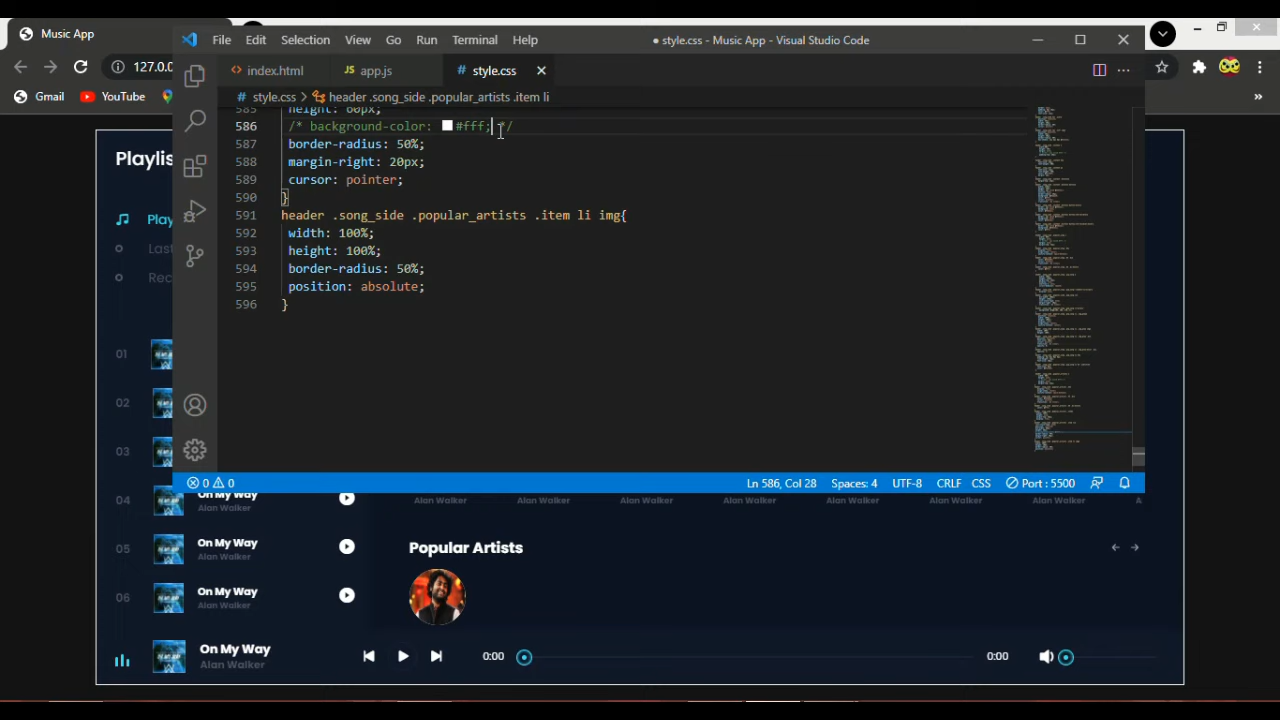 Music App
127.0.0
Gmail
YouTube
»
File Edit Selection View Go Run Terminal Help
● style.css - Music App - Visual Studio Code
index.html
app.js
style.css
style.css > header .song_side .popular_artists .item li
585 height: 60px;
586 /* background-color: #fff; */
587 border-radius: 50%;
588 margin-right: 20px;
589 cursor: pointer;
590 }
591 header .song_side .popular_artists .item li img{
592 width: 100%;
593 height: 100%;
594 border-radius: 50%;
595 position: absolute;
596 }
0 0
Ln 586, Col 28 Spaces: 4 UTF-8 CRLF CSS Port : 5500
Playlis
Play
Last
Rec
01
02
03
04 On My Way
Alan Walker
05 On My Way
Alan Walker
06 On My Way
Alan Walker
Alan Walker Alan Walker Alan Walker Alan Walker Alan Walker Alan Walker Alan Walker A
Popular Artists
On My Way
Alan Walker
0:00
0:00